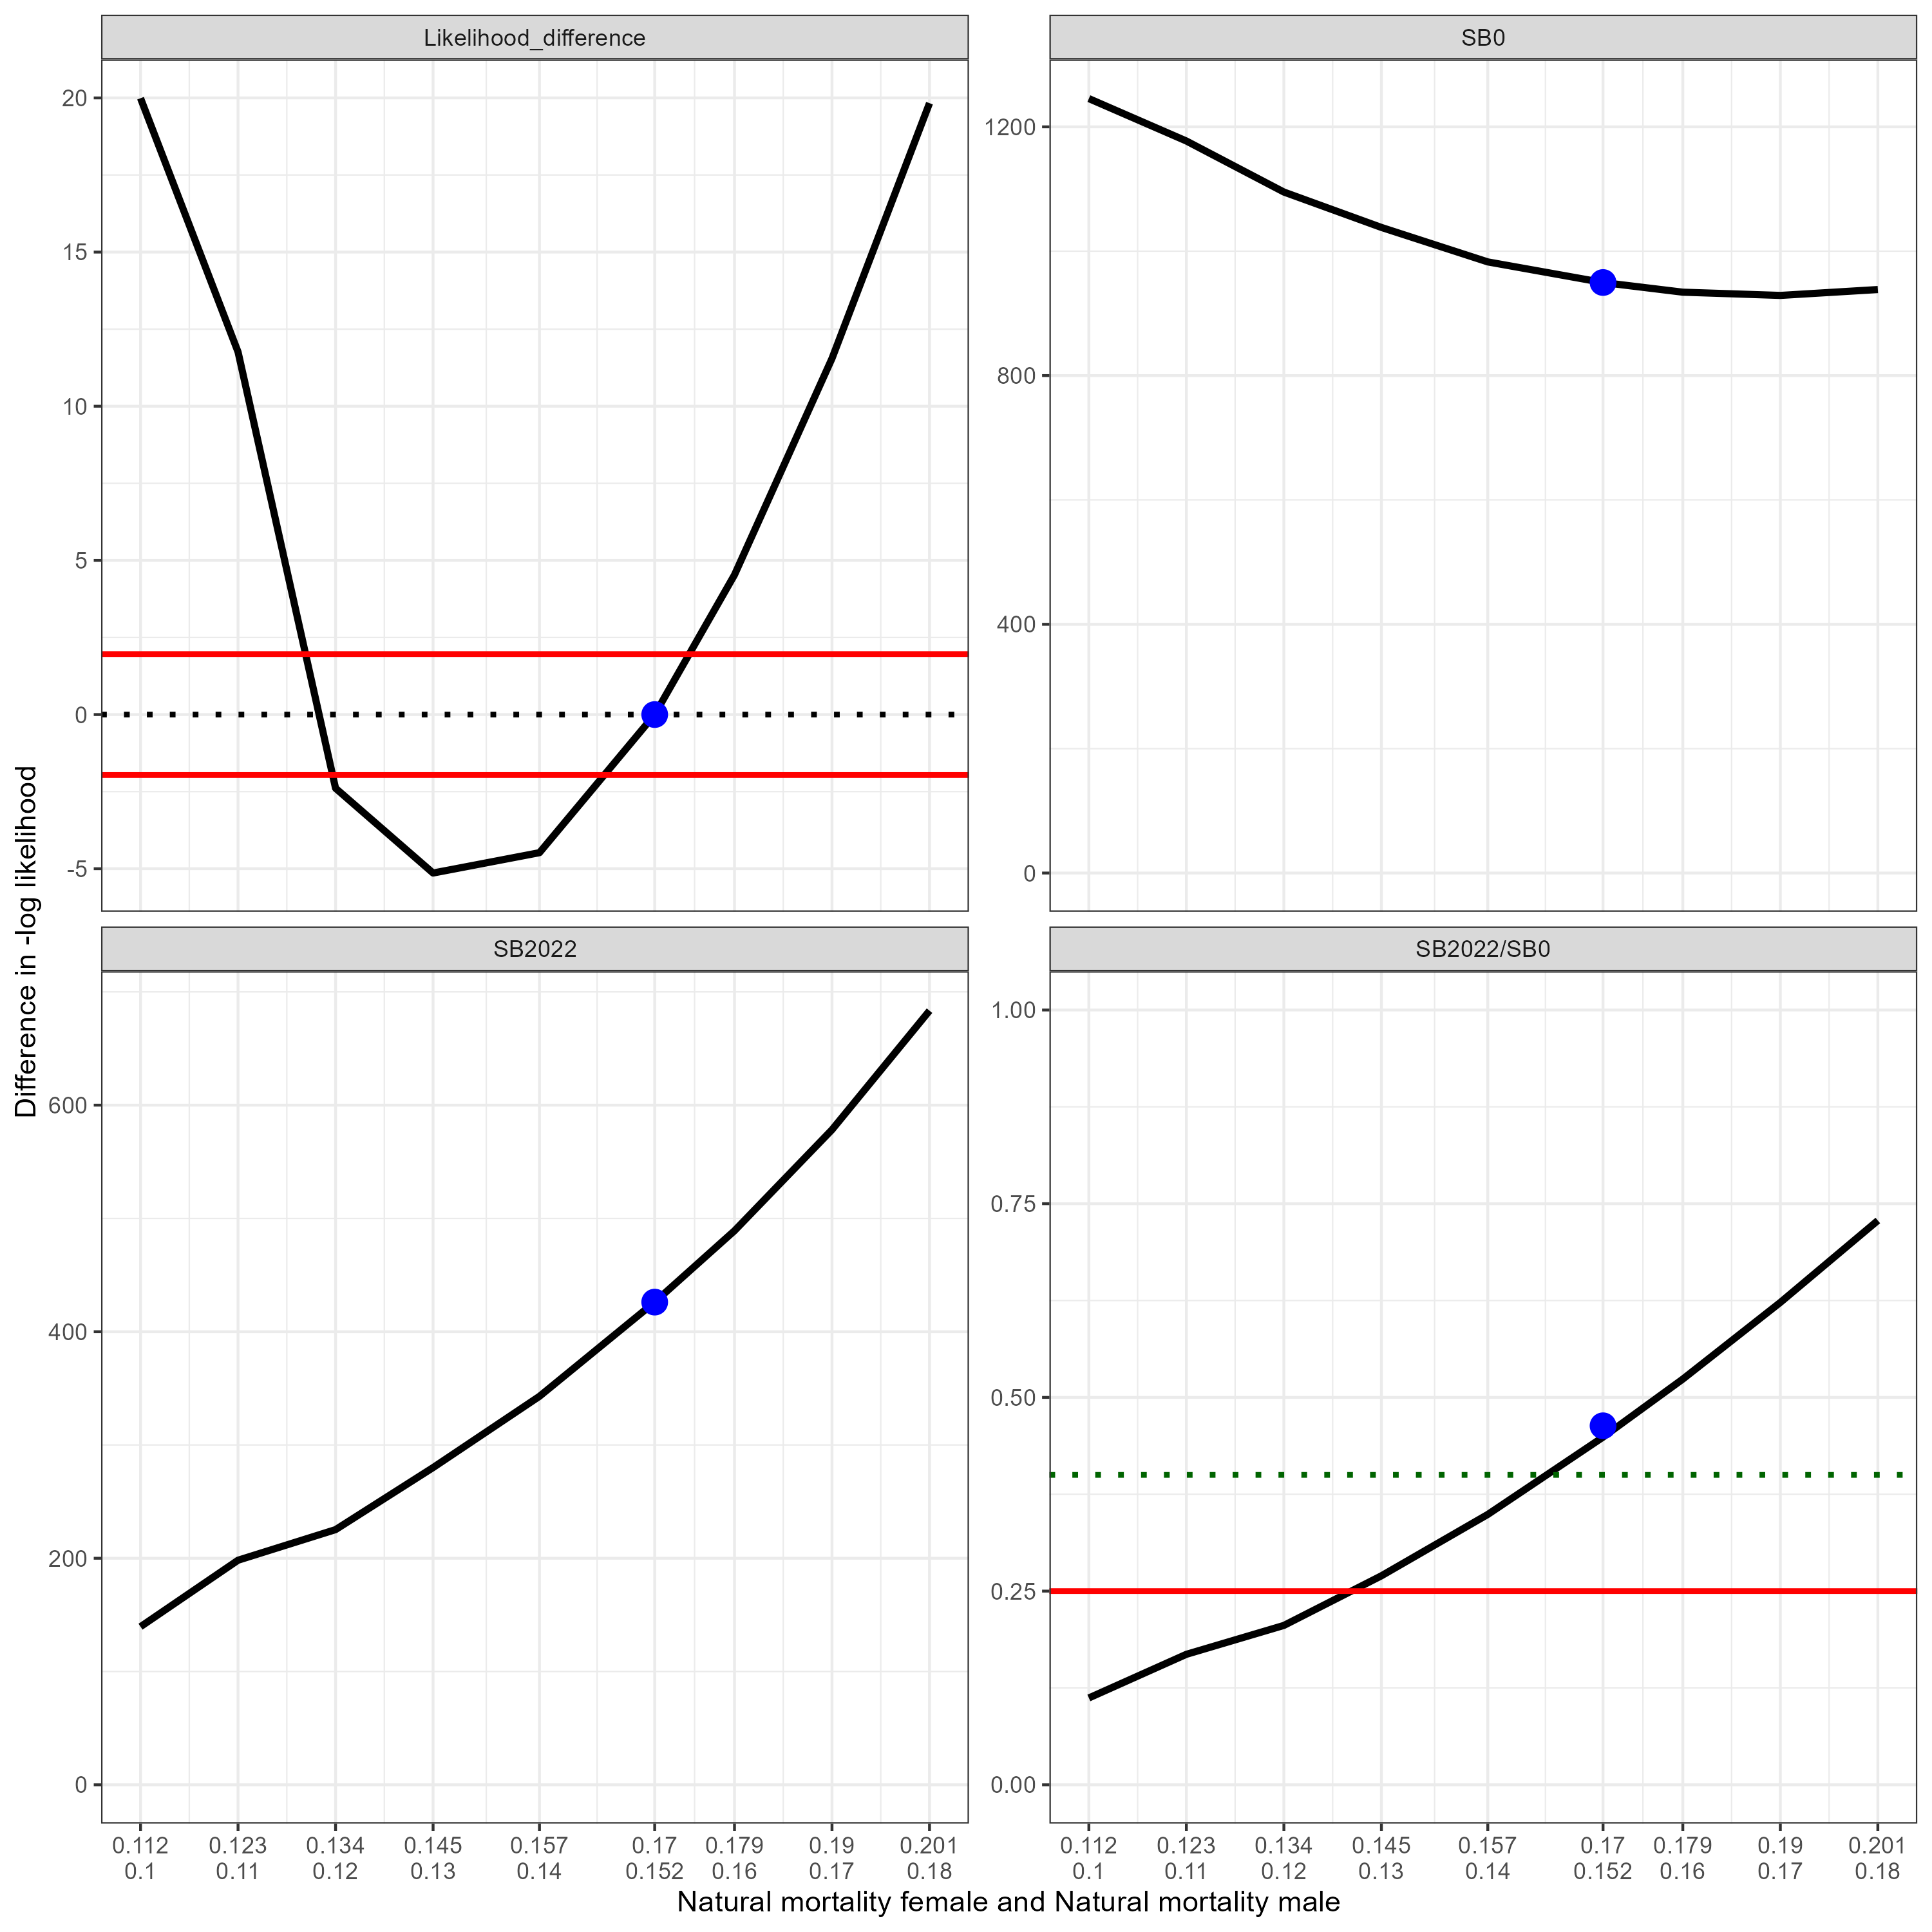 Likelihood_difference
20
15
10
5
0
-5
SB0
1200
800
400
0
Difference in -log likelihood
SB2022
600
400
200
0
SB2022/SB0
1.00
0.75
0.50
0.25
0.00
0.112 0.123 0.134 0.145 0.157 0.17 0.179 0.19 0.201
0.1 0.11 0.12 0.13 0.14 0.152 0.16 0.17 0.18
0.112 0.123 0.134 0.145 0.157 0.17 0.179 0.19 0.201
0.1 0.11 0.12 0.13 0.14 0.152 0.16 0.17 0.18
Natural mortality female and Natural mortality male